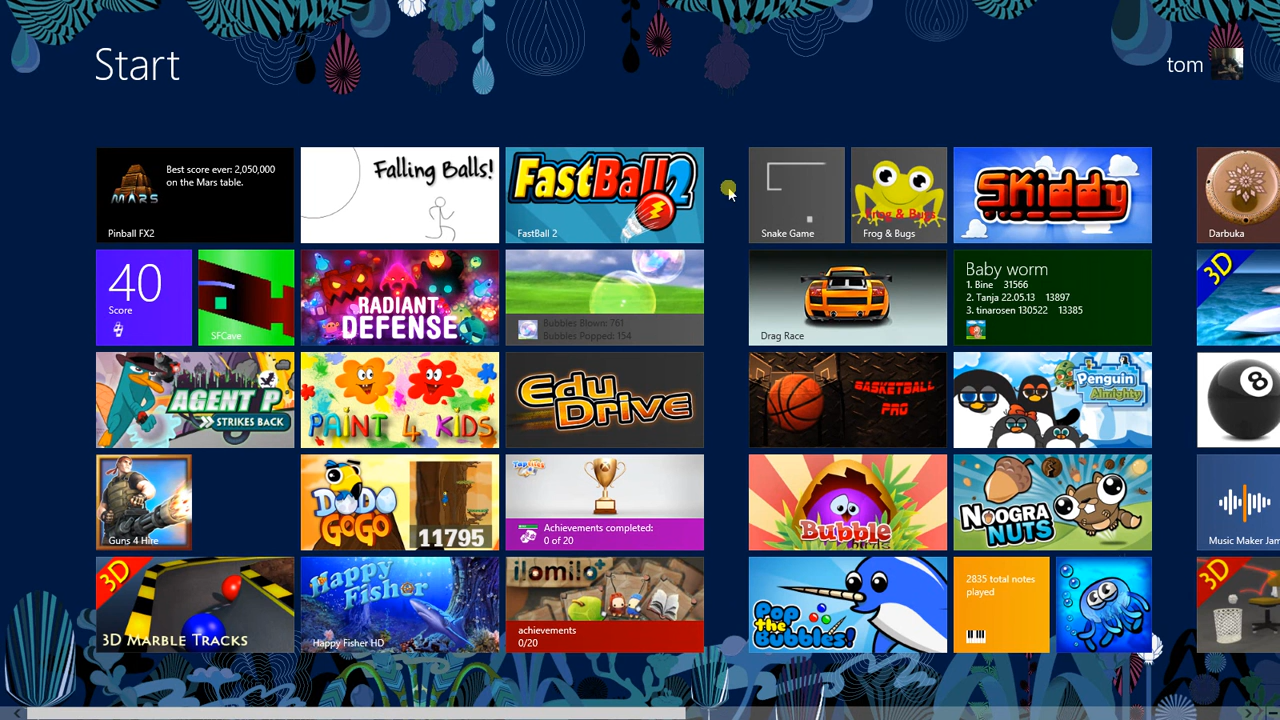 Start
tom
MARS
Best score ever: 2,050,000
on the Mars table.
Pinball FX2
Falling Balls!
FastBall 2
FastBall 2
Snake Game
Frog & Bugs
Frog & Bugs
Skiddy
Darbuka
40
Score
SFCave
RADIANT
DEFENSE
Bubbles Blown: 761
Bubbles Popped: 154
Drag Race
Baby worm
1. Bine 31566
2. Tanja 22.05.13 13897
3. tinarosen 130522 13385
3D
AGENT P
STRIKES BACK
PAINT 4 KIDS
EDU
DRIVE
BASKETBALL
PRO
Penguin
Almighty
8
Guns 4 Hire
DODO
GOGO
11795
Taptiles
Achievements completed:
0 of 20
Bubble
Birds
NOOGRA
NUTS
Music Maker Jam
3D
3D MARBLE TRACKS
Happy
Fisher
Happy Fisher HD
ilomilo+
achievements
0/20
Pop
the
Bubbles!
2835 total notes
played
3D